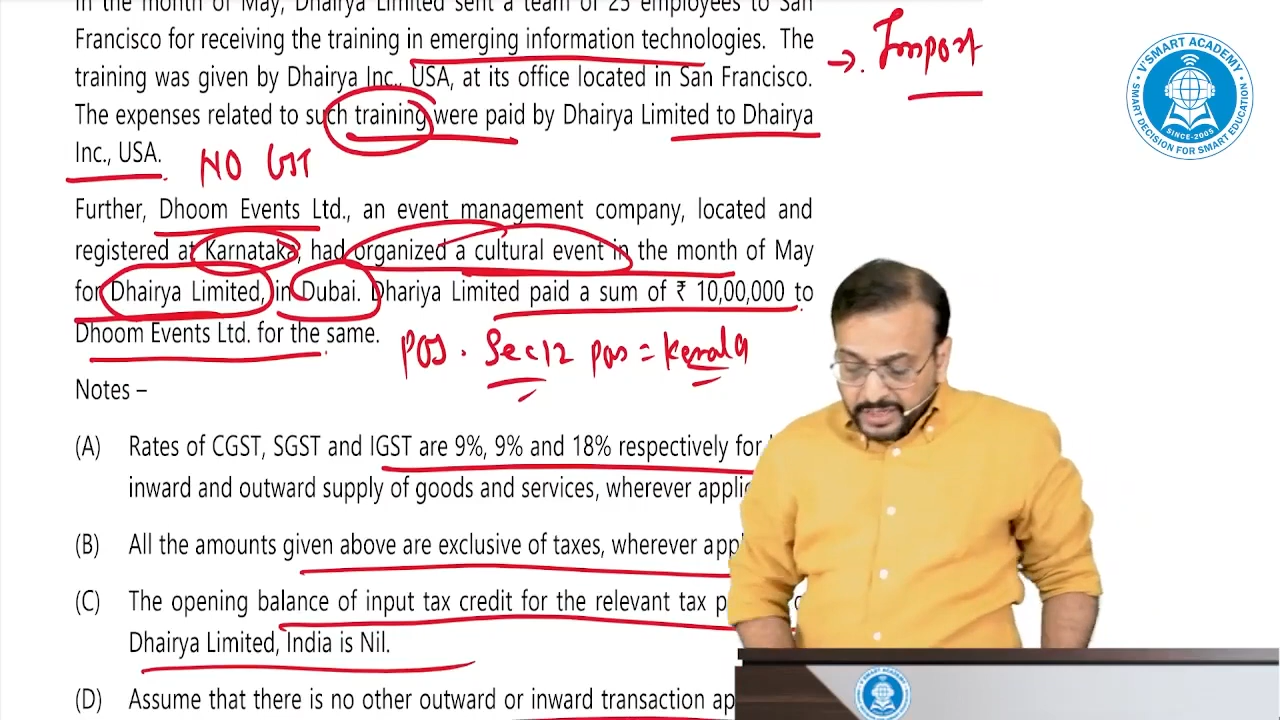 In the month of May, Dhairya Limited sent a team of 25 employees to San
Francisco for receiving the training in emerging information technologies. The
training was given by Dhairya Inc., USA, at its office located in San Francisco.
The expenses related to such training were paid by Dhairya Limited to Dhairya
Inc., USA.
NO GST
→ Import
Further, Dhoom Events Ltd., an event management company, located and
registered at Karnataka, had organized a cultural event in the month of May
for Dhairya Limited, in Dubai. Dhariya Limited paid a sum of ₹ 10,00,000 to
Dhoom Events Ltd. for the same.
POS. Sec 12 pos = Kerala
Notes –
(A) Rates of CGST, SGST and IGST are 9%, 9% and 18% respectively for
inward and outward supply of goods and services, wherever
(B) All the amounts given above are exclusive of taxes, wherever
(C) The opening balance of input tax credit for the relevant tax
Dhairya Limited, India is Nil.
(D) Assume that there is no other outward or inward transaction
V'SMART ACADEMY
SMART DECISION FOR SMART EDUCATION
SINCE-2005